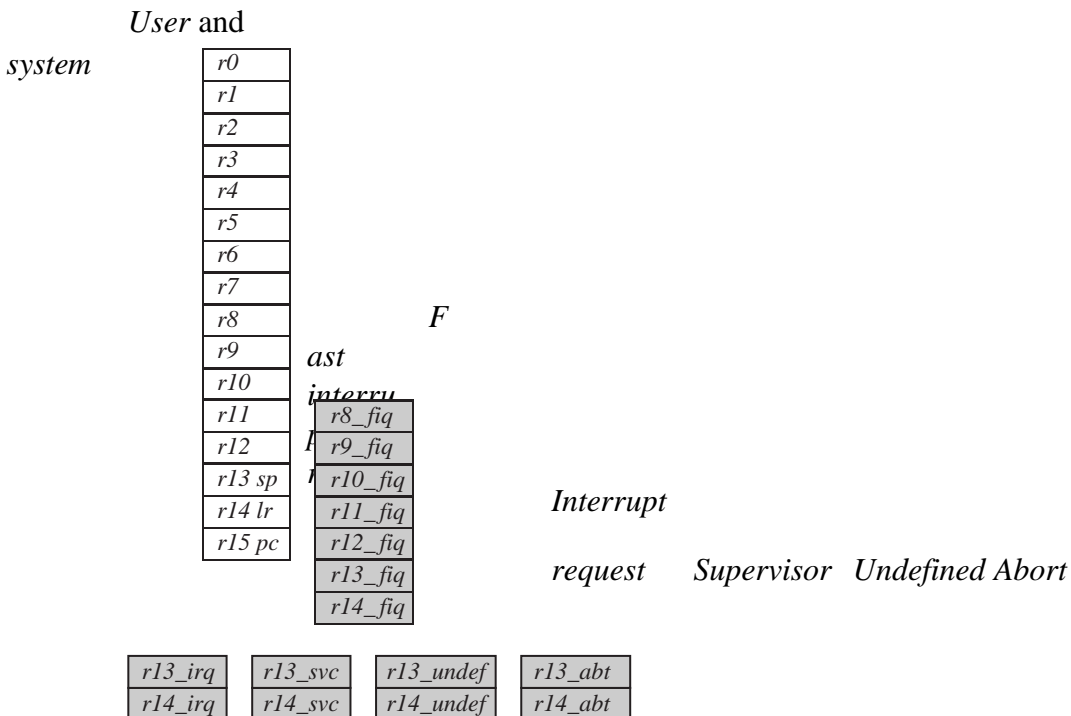 User and
system
r0
r1
r2
r3
r4
r5
r6
r7
r8
r9
r10
r11
r12
r13 sp
r14 lr
r15 pc
F
ast
interru
r8_fiq
r9_fiq
r10_fiq
r11_fiq
r12_fiq
r13_fiq
r14_fiq
Interrupt
request Supervisor Undefined Abort
r13_irq r13_svc r13_undef r13_abt
r14_irq r14_svc r14_undef r14_abt